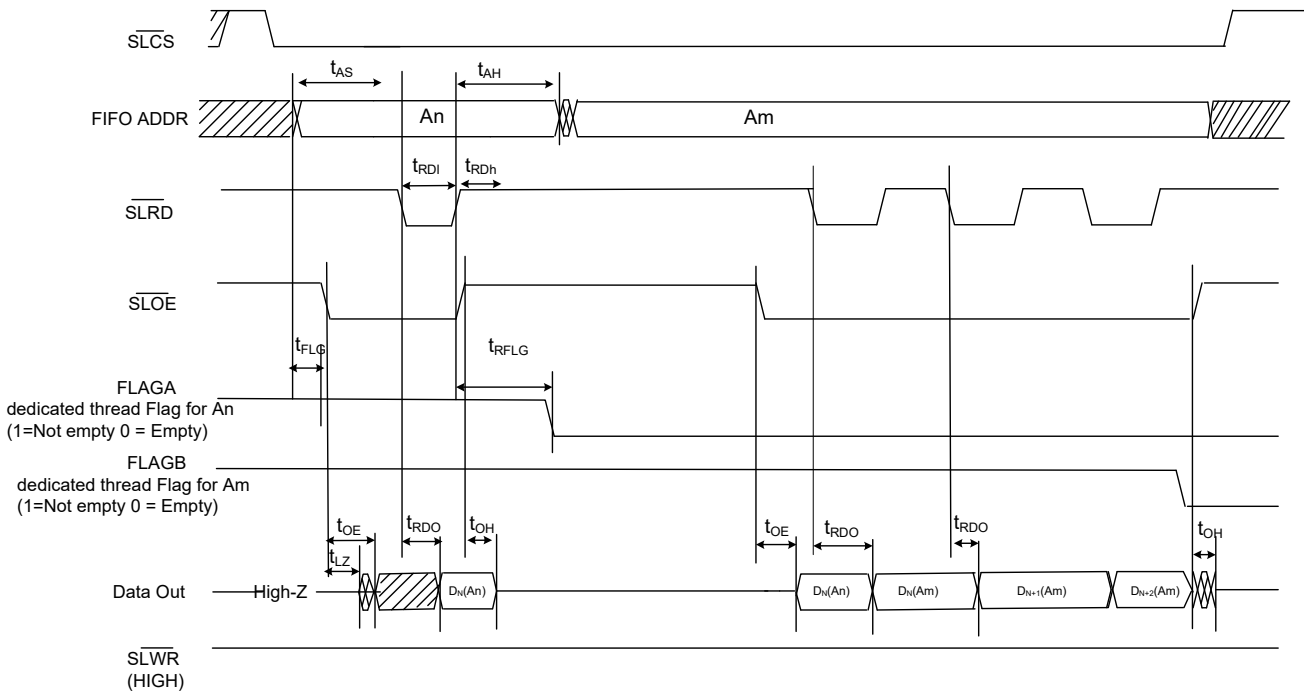 SLCS
tAS
tAH
FIFO ADDR
An
Am
tRDl
tRDh
SLRD
SLOE
tFLG
tRFLG
FLAGA
dedicated thread Flag for An
(1=Not empty 0 = Empty)
FLAGB
dedicated thread Flag for Am
(1=Not empty 0 = Empty)
tOE
tRDO
tOH
tOE
tRDO
tRDO
tOH
tLZ
Data Out
High-Z
DN(An)
DN(An)
DN(Am)
DN+1(Am)
DN+2(Am)
SLWR
(HIGH)